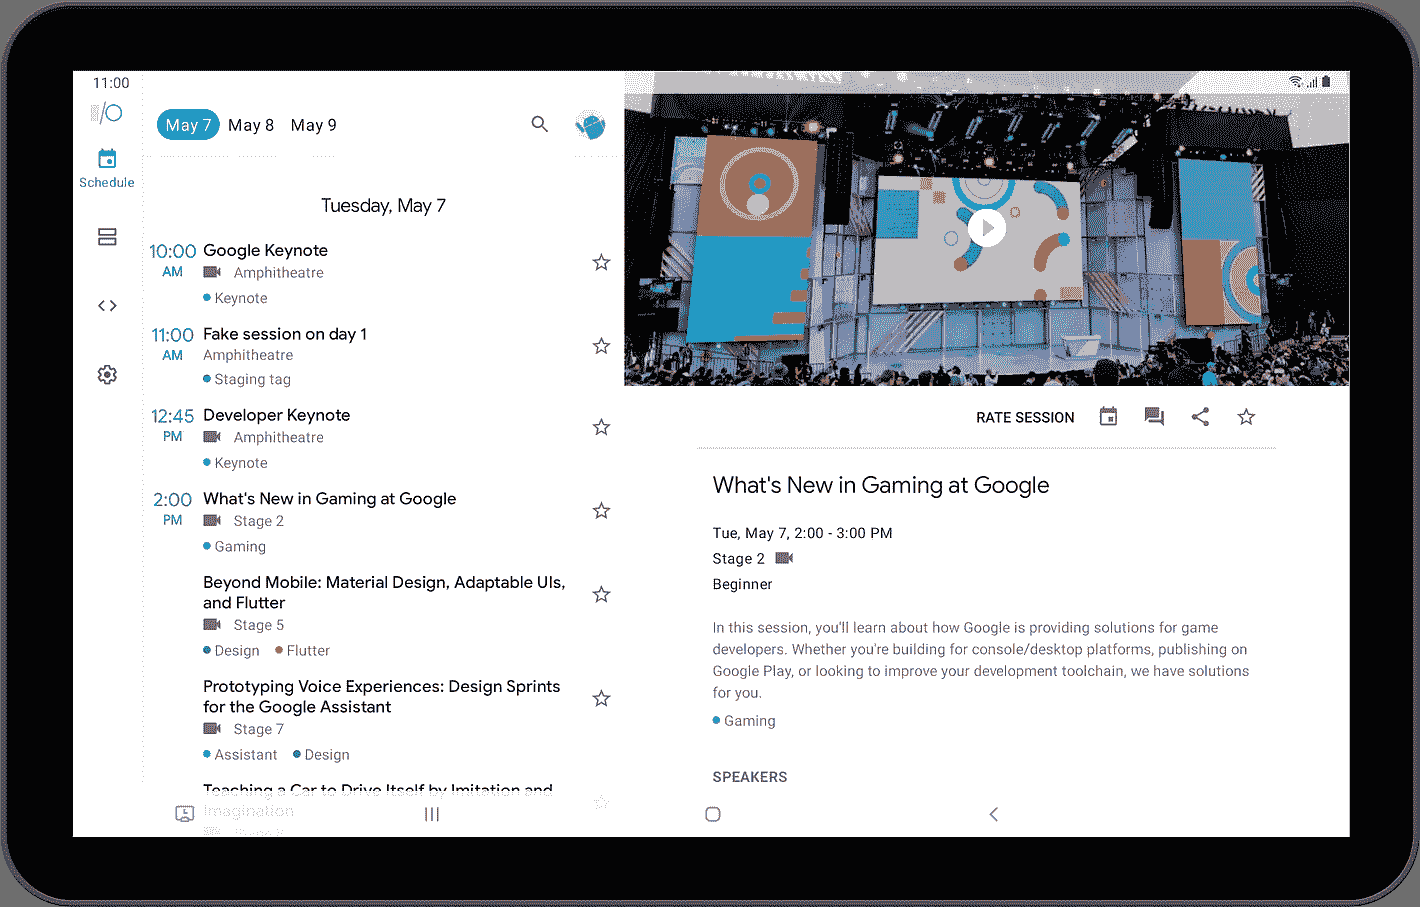 11:00
I/O
Schedule
May 7 May 8 May 9
Tuesday, May 7
10:00 AM
Google Keynote
Amphitheatre
Keynote
11:00 AM
Fake session on day 1
Amphitheatre
Staging tag
12:45 PM
Developer Keynote
Amphitheatre
Keynote
2:00 PM
What's New in Gaming at Google
Stage 2
Gaming
Beyond Mobile: Material Design, Adaptable UIs,
and Flutter
Stage 5
Design Flutter
Prototyping Voice Experiences: Design Sprints
for the Google Assistant
Stage 7
Assistant Design
Teaching a Car to Drive Itself by Imitation and
Imagination
RATE SESSION
What's New in Gaming at Google
Tue, May 7, 2:00 - 3:00 PM
Stage 2
Beginner
In this session, you'll learn about how Google is providing solutions for game
developers. Whether you're building for console/desktop platforms, publishing on
Google Play, or looking to improve your development toolchain, we have solutions
for you.
Gaming
SPEAKERS